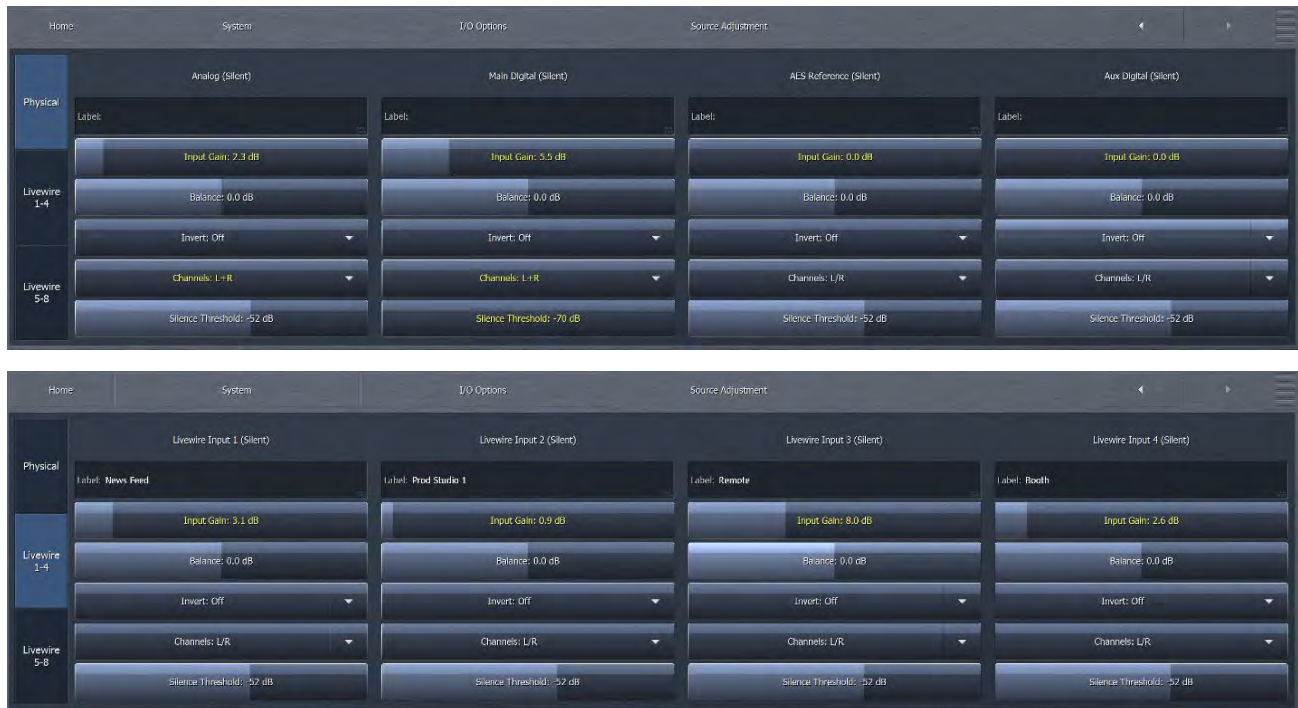 Home System I/O Options Source Adjustment
Physical
Livewire
1-4
Livewire
5-8
Analog (Silent)
Label:
Input Gain: 2.3 dB
Balance: 0.0 dB
Invert: Off
Channels: L+R
Silence Threshold: -52 dB
Main Digital (Silent)
Label:
Input Gain: 5.5 dB
Balance: 0.0 dB
Invert: Off
Channels: L+R
Silence Threshold: -70 dB
AES Reference (Silent)
Label:
Input Gain: 0.0 dB
Balance: 0.0 dB
Invert: Off
Channels: L/R
Silence Threshold: -52 dB
Aux Digital (Silent)
Label:
Input Gain: 0.0 dB
Balance: 0.0 dB
Invert: Off
Channels: L/R
Silence Threshold: -52 dB
Home System I/O Options Source Adjustment
Physical
Livewire
1-4
Livewire
5-8
Livewire Input 1 (Silent)
Label: News Feed
Input Gain: 3.1 dB
Balance: 0.0 dB
Invert: Off
Channels: L/R
Silence Threshold: -52 dB
Livewire Input 2 (Silent)
Label: Prod Studio 1
Input Gain: 0.9 dB
Balance: 0.0 dB
Invert: Off
Channels: L/R
Silence Threshold: -52 dB
Livewire Input 3 (Silent)
Label: Remote
Input Gain: 8.0 dB
Balance: 0.0 dB
Invert: Off
Channels: L/R
Silence Threshold: -52 dB
Livewire Input 4 (Silent)
Label: Booth
Input Gain: 2.6 dB
Balance: 0.0 dB
Invert: Off
Channels: L/R
Silence Threshold: -52 dB